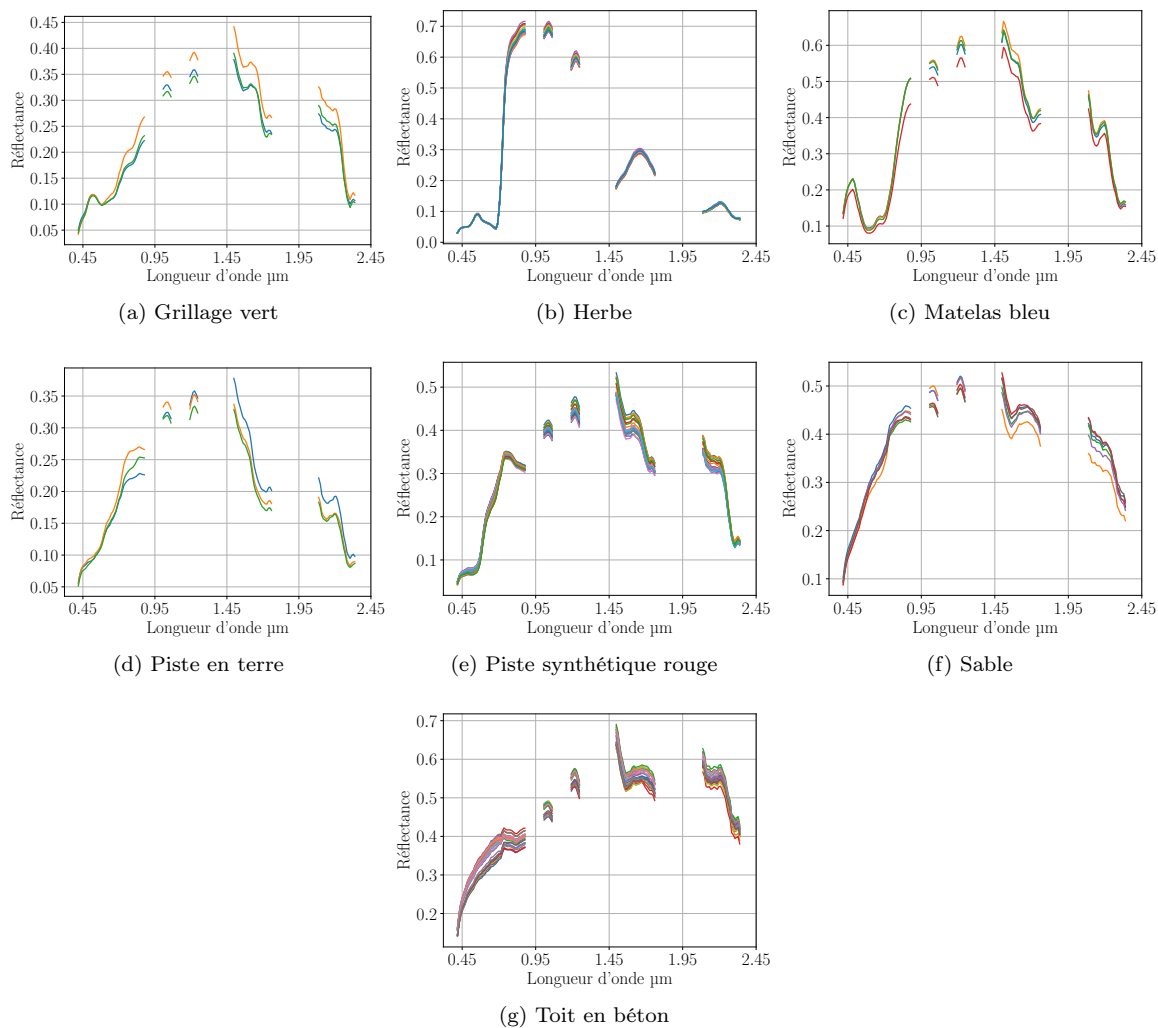 0.45
0.40
0.35
0.30
0.25
0.20
0.15
0.10
0.05
Réflectance
0.45 0.95 1.45 1.95 2.45
Longueur d'onde µm
(a) Grillage vert
0.7
0.6
0.5
0.4
0.3
0.2
0.1
0.0
Réflectance
0.45 0.95 1.45 1.95 2.45
Longueur d'onde µm
(b) Herbe
0.6
0.5
0.4
0.3
0.2
0.1
Réflectance
0.45 0.95 1.45 1.95 2.45
Longueur d'onde µm
(c) Matelas bleu
0.35
0.30
0.25
0.20
0.15
0.10
0.05
Réflectance
0.45 0.95 1.45 1.95 2.45
Longueur d'onde µm
(d) Piste en terre
0.5
0.4
0.3
0.2
0.1
Réflectance
0.45 0.95 1.45 1.95 2.45
Longueur d'onde µm
(e) Piste synthétique rouge
0.5
0.4
0.3
0.2
0.1
Réflectance
0.45 0.95 1.45 1.95 2.45
Longueur d'onde µm
(f) Sable
0.7
0.6
0.5
0.4
0.3
0.2
Réflectance
0.45 0.95 1.45 1.95 2.45
Longueur d'onde µm
(g) Toit en béton